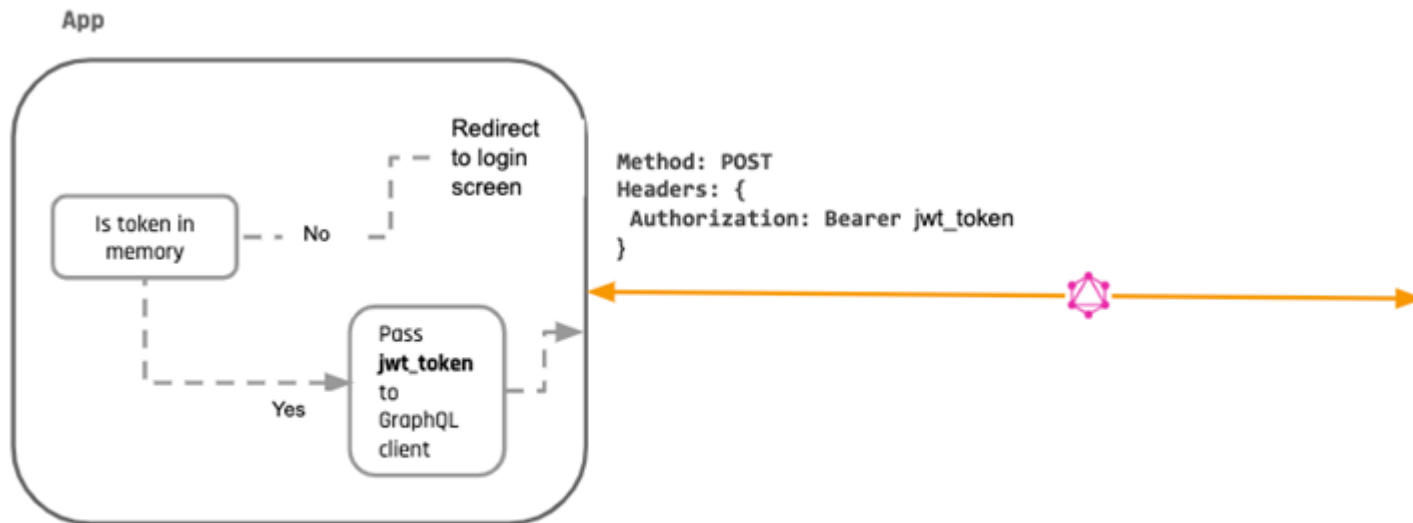 App
Redirect
to login
screen
Is token in
memory
No
Pass
jwt_token
to
GraphQL
client
Yes
Method: POST
Headers: {
Authorization: Bearer jwt_token
}